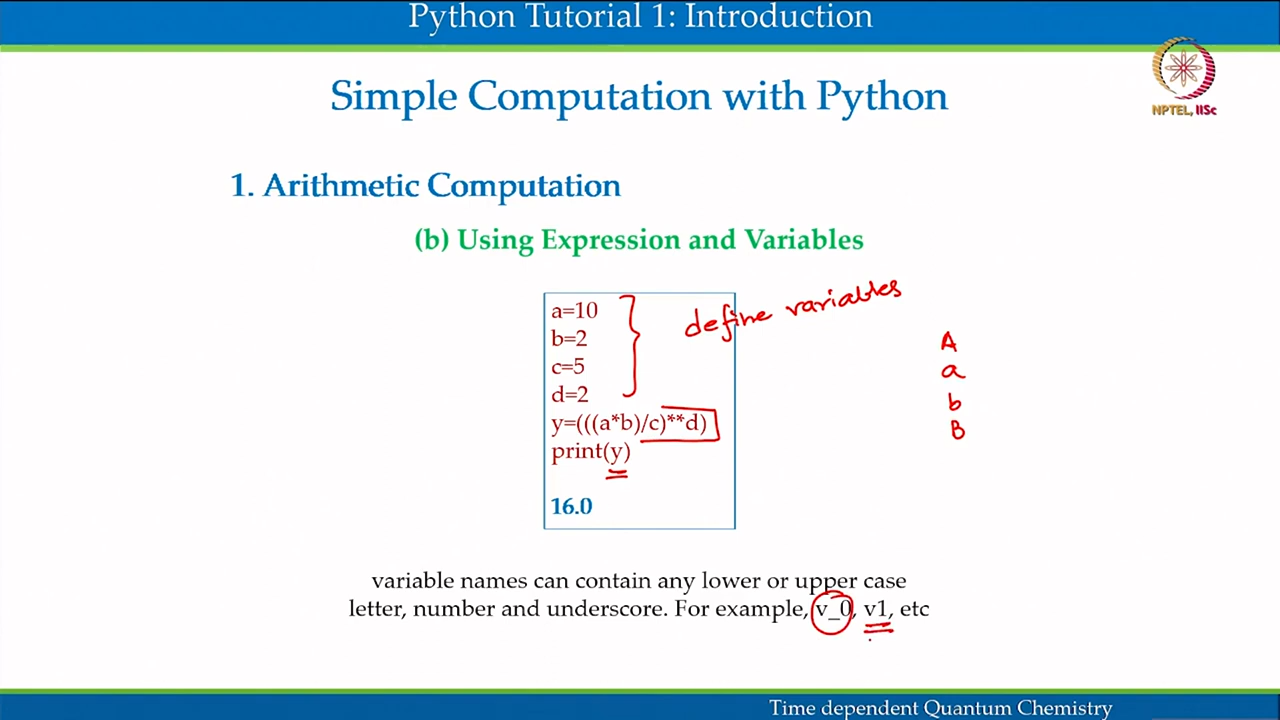 Python Tutorial 1: Introduction
NPTEL, IISc
Simple Computation with Python
1. Arithmetic Computation
(b) Using Expression and Variables
a=10
b=2
c=5
d=2
y=(((a*b)/c)**d)
print(y)
16.0
define variables
A
a
b
B
variable names can contain any lower or upper case
letter, number and underscore. For example, v_0, v1, etc
Time dependent Quantum Chemistry